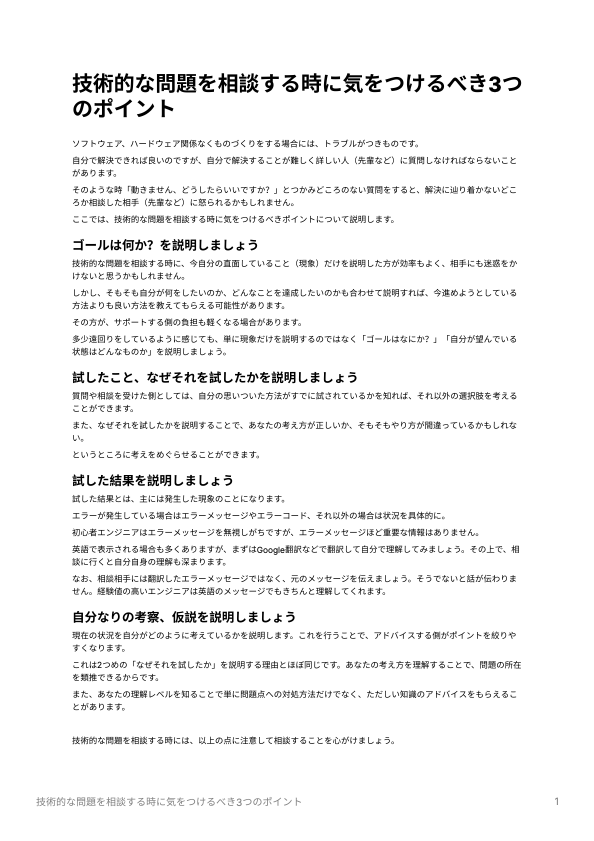 技術的な問題を相談する時に気をつけるべき3つ
のポイント
ソフトウェア、ハードウェア関係なくものづくりをする場合には、トラブルがつきものです。
自分で解決できれば良いのですが、自分で解決することが難しく詳しい人（先輩など）に質問しなければならないこと
があります。
そのような時「動きません、どうしたらいいですか？」とつかみどころのない質問をすると、解決に辿り着かないどこ
ろか相談した相手（先輩など）に怒られるかもしれません。
ここでは、技術的な問題を相談する時に気をつけるべきポイントについて説明します。
ゴールは何か？を説明しましょう
技術的な問題を相談する時に、今自分の直面していること（現象）だけを説明した方が効率もよく、相手にも迷惑をか
けないと思うかもしれません。
しかし、そもそも自分が何をしたいのか、どんなことを達成したいのかも合わせて説明すれば、今進めようとしている
方法よりも良い方法を教えてもらえる可能性があります。
その方が、サポートする側の負担も軽くなる場合があります。
多少遠回りをしているように感じても、単に現象だけを説明するのではなく「ゴールはなにか？」「自分が望んでいる
状態はどんなものか」を説明しましょう。
試したこと、なぜそれを試したかを説明しましょう
質問や相談を受けた側としては、自分の思いついた方法がすでに試されているかを知れば、それ以外の選択肢を考える
ことができます。
また、なぜそれを試したかを説明することで、あなたの考え方が正しいか、そもそもやり方が間違っているかもしれな
い。
というところに考えをめぐらせることができます。
試した結果を説明しましょう
試した結果とは、主には発生した現象のことになります。
エラーが発生している場合はエラーメッセージやエラーコード、それ以外の場合は状況を具体的に。
初心者エンジニアはエラーメッセージを無視しがちですが、エラーメッセージほど重要な情報はありません。
英語で表示される場合も多くありますが、まずはGoogle翻訳などで翻訳して自分で理解してみましょう。その上で、相
談に行くと自分自身の理解も深まります。
なお、相談相手には翻訳したエラーメッセージではなく、元のメッセージを伝えましょう。そうでないと話が伝わりま
せん。経験値の高いエンジニアは英語のメッセージでもきちんと理解してくれます。
自分なりの考察、仮説を説明しましょう
現在の状況を自分がどのように考えているかを説明します。これを行うことで、アドバイスする側がポイントを絞りや
すくなります。
これは2つめの「なぜそれを試したか」を説明する理由とほぼ同じです。あなたの考え方を理解することで、問題の所在
を類推できるからです。
また、あなたの理解レベルを知ることで単に問題点への対処方法だけでなく、ただしい知識のアドバイスをもらえるこ
とがあります。
技術的な問題を相談する時には、以上の点に注意して相談することを心がけましょう。
技術的な問題を相談する時に気をつけるべき3つのポイント 1